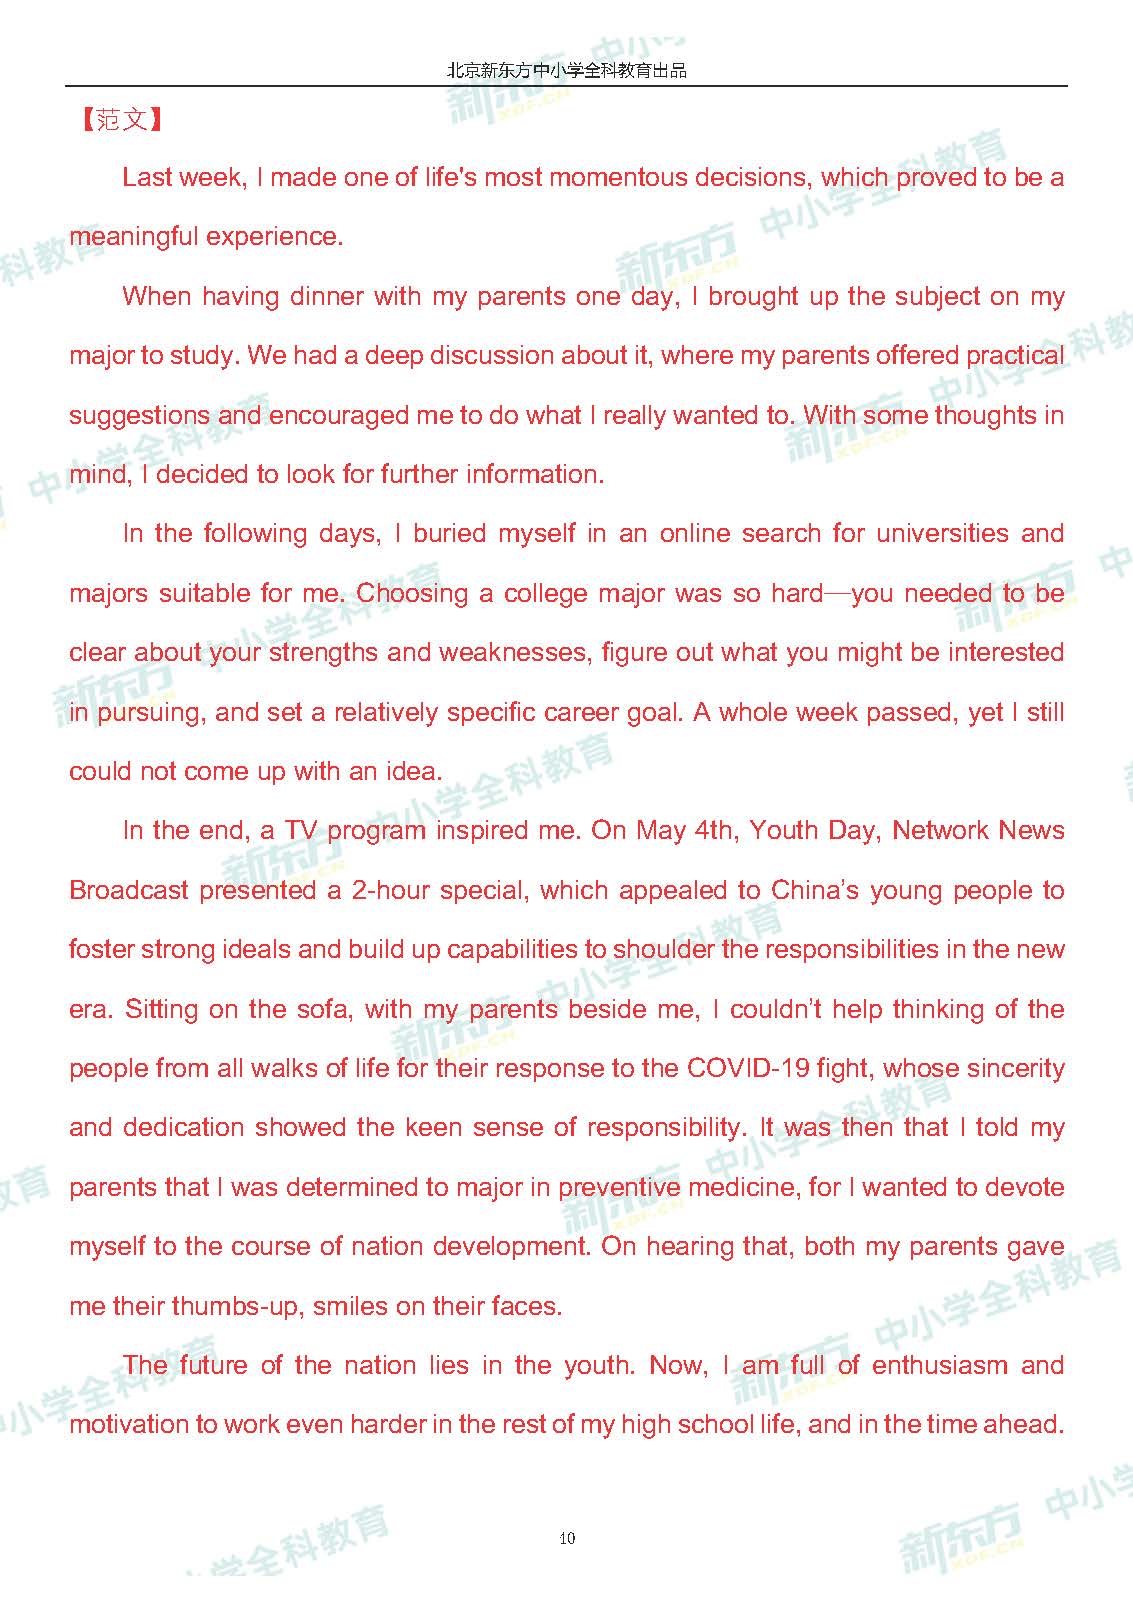 北京新东方中小学全科教育出品
【范文】
Last week, I made one of life's most momentous decisions, which proved to be a
meaningful experience.
When having dinner with my parents one day, I brought up the subject on my
major to study. We had a deep discussion about it, where my parents offered practical
suggestions and encouraged me to do what I really wanted to. With some thoughts in
mind, I decided to look for further information.
In the following days, I buried myself in an online search for universities and
majors suitable for me. Choosing a college major was so hard—you needed to be
clear about your strengths and weaknesses, figure out what you might be interested
in pursuing, and set a relatively specific career goal. A whole week passed, yet I still
could not come up with an idea.
In the end, a TV program inspired me. On May 4th, Youth Day, Network News
Broadcast presented a 2-hour special, which appealed to China’s young people to
foster strong ideals and build up capabilities to shoulder the responsibilities in the new
era. Sitting on the sofa, with my parents beside me, I couldn’t help thinking of the
people from all walks of life for their response to the COVID-19 fight, whose sincerity
and dedication showed the keen sense of responsibility. It was then that I told my
parents that I was determined to major in preventive medicine, for I wanted to devote
myself to the course of nation development. On hearing that, both my parents gave
me their thumbs-up, smiles on their faces.
The future of the nation lies in the youth. Now, I am full of enthusiasm and
motivation to work even harder in the rest of my high school life, and in the time ahead.
10